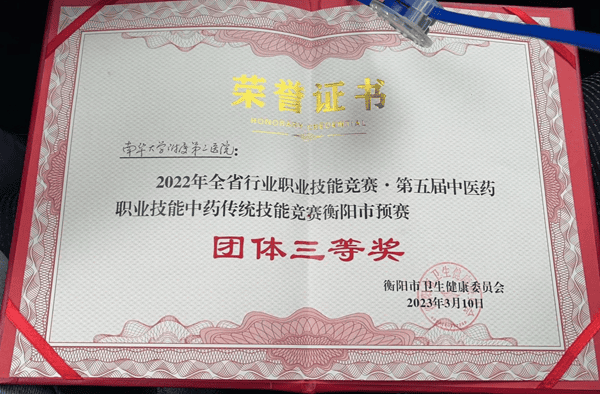 荣誉证书
HONORARY CREDENTIAL
南华大学附属第二医院：
2022年全省行业职业技能竞赛·第五届中医药
职业技能中药传统技能竞赛衡阳市预赛
团体三等奖
衡阳市卫生健康委员会
2023年3月10日